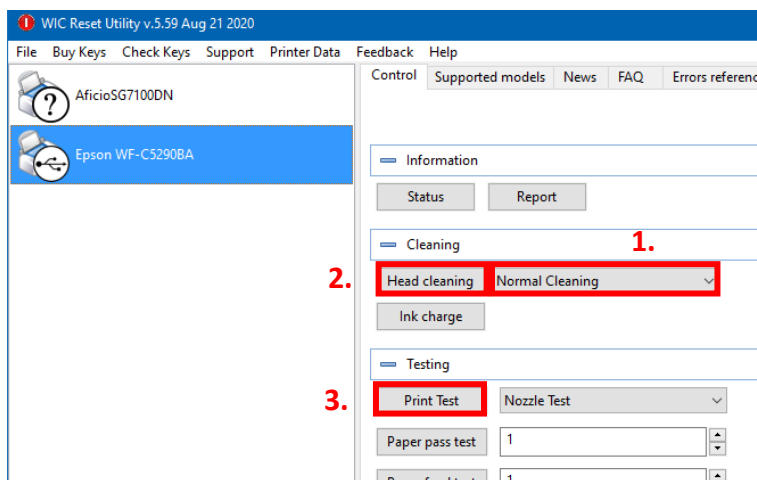 WIC Reset Utility v.5.59 Aug 21 2020
File Buy Keys Check Keys Support Printer Data Feedback Help
AficioSG7100DN
Epson WF-C5290BA
Control Supported models News FAQ Errors
Information
Status Report
Cleaning
1.
2.
Head cleaning Normal Cleaning
Ink charge
Testing
3.
Print Test Nozzle Test
Paper pass test 1
1